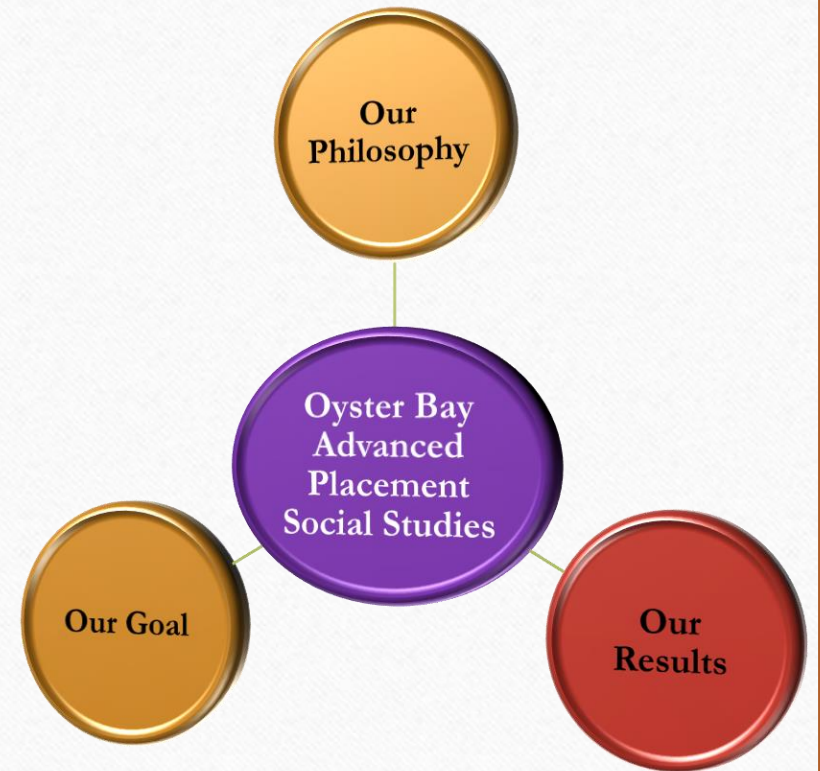 Our
Philosophy
Oyster Bay
Advanced
Placement
Social Studies
Our Goal
Our
Results